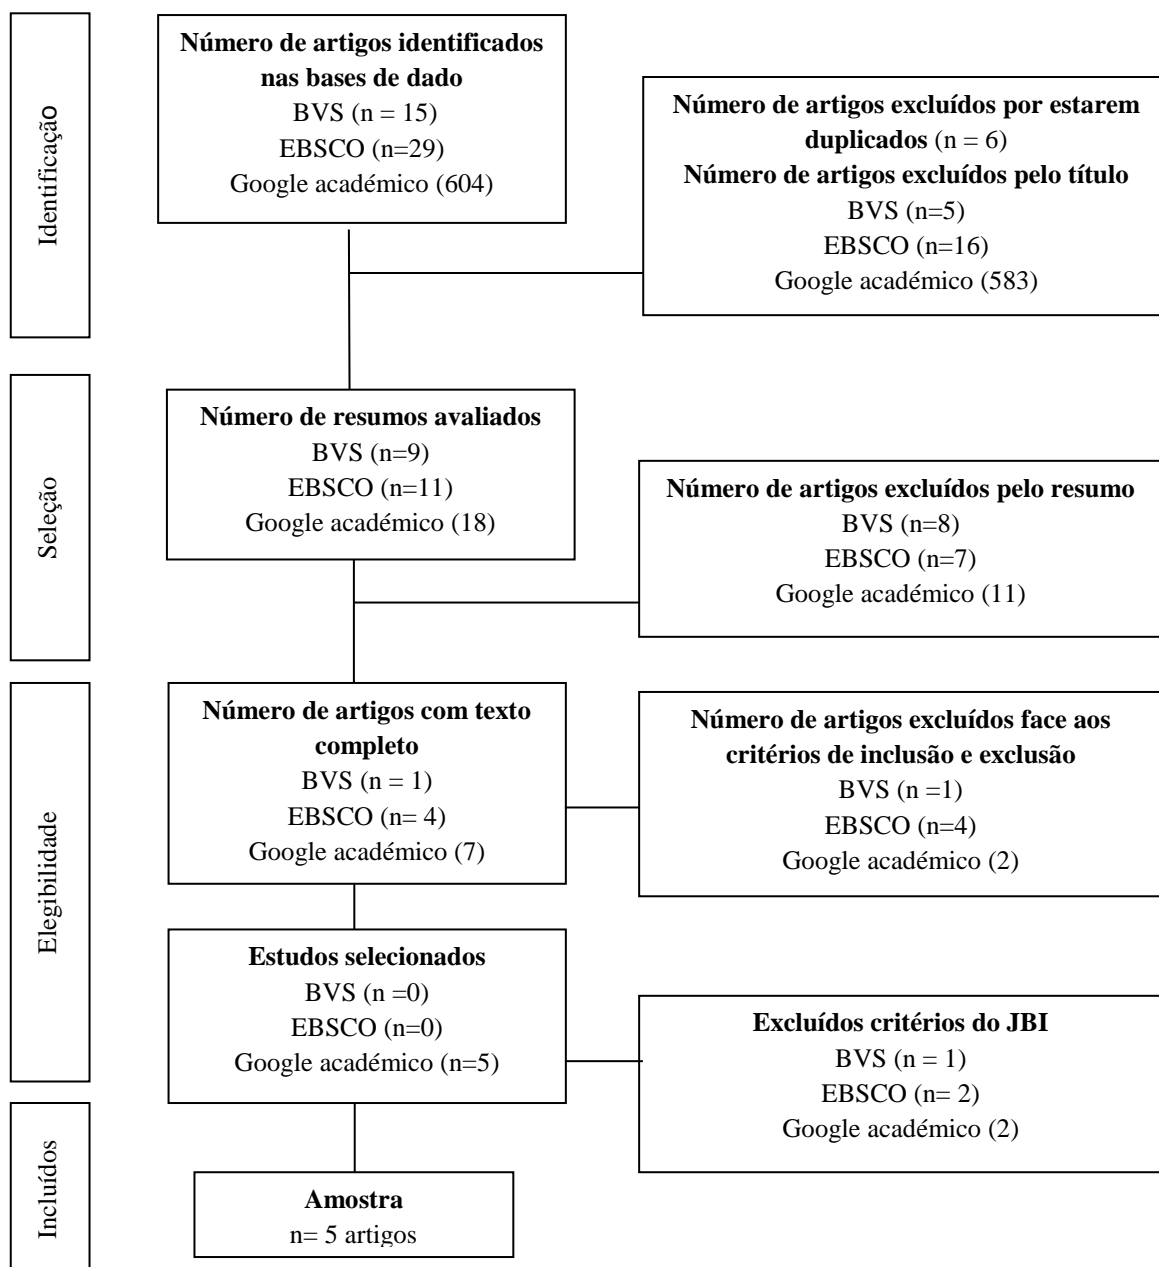 Identificação
Número de artigos identificados
nas bases de dado
BVS (n = 15)
EBSCO (n=29)
Google académico (604)
Número de artigos excluídos por estarem
duplicados (n = 6)
Número de artigos excluídos pelo título
BVS (n=5)
EBSCO (n=16)
Google académico (583)
Seleção
Número de resumos avaliados
BVS (n=9)
EBSCO (n=11)
Google académico (18)
Número de artigos excluídos pelo resumo
BVS (n=8)
EBSCO (n=7)
Google académico (11)
Elegibilidade
Número de artigos com texto
completo
BVS (n = 1)
EBSCO (n= 4)
Google académico (7)
Número de artigos excluídos face aos
critérios de inclusão e exclusão
BVS (n =1)
EBSCO (n=4)
Google académico (2)
Estudos selecionados
BVS (n =0)
EBSCO (n=0)
Google académico (n=5)
Excluídos critérios do JBI
BVS (n = 1)
EBSCO (n= 2)
Google académico (2)
Incluídos
Amostra
n= 5 artigos